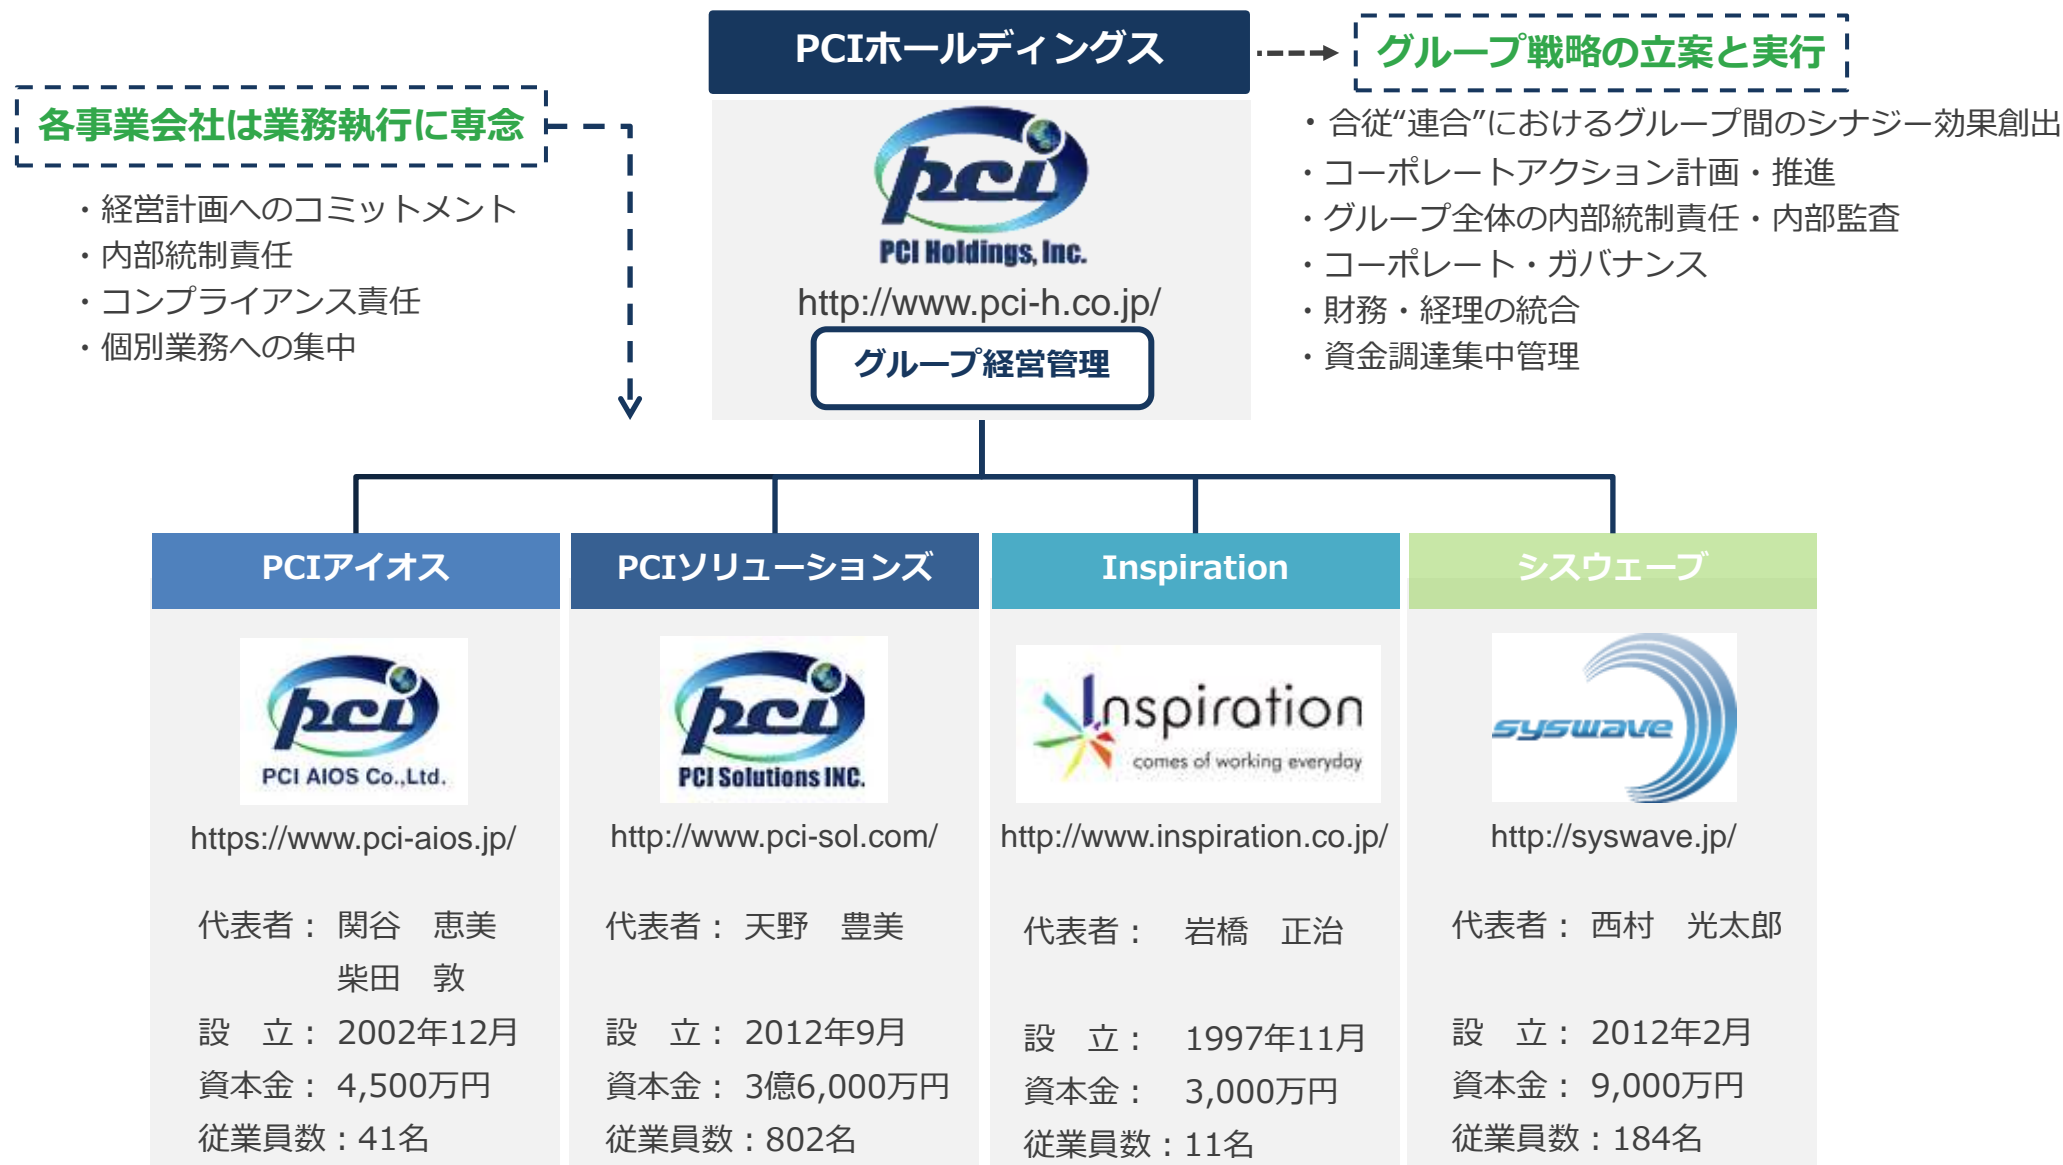 PCIホールディングス
グループ戦略の立案と実行
各事業会社は業務執行に専念
・経営計画へのコミットメント
・内部統制責任
・コンプライアンス責任
・個別業務への集中
pci
PCI Holdings, Inc.
http://www.pci-h.co.jp/
グループ経営管理
・合従“連合”におけるグループ間のシナジー効果創出
・コーポレートアクション計画・推進
・グループ全体の内部統制責任・内部監査
・コーポレート・ガバナンス
・財務・経理の統合
・資金調達集中管理
PCIアイオス
pci
PCI AIOS Co.,Ltd.
https://www.pci-aios.jp/
代表者： 関谷　恵美
柴田　敦
設　立： 2002年12月
資本金： 4,500万円
従業員数：41名
PCIソリューションズ
pci
PCI Solutions INC.
http://www.pci-sol.com/
代表者： 天野　豊美
設　立： 2012年9月
資本金： 3億6,000万円
従業員数：802名
Inspiration
Inspiration
comes of working everyday
http://www.inspiration.co.jp/
代表者：　岩橋　正治
設　立：　1997年11月
資本金：　3,000万円
従業員数：11名
シスウェーブ
syswave
http://syswave.jp/
代表者： 西村　光太郎
設　立： 2012年2月
資本金： 9,000万円
従業員数：184名